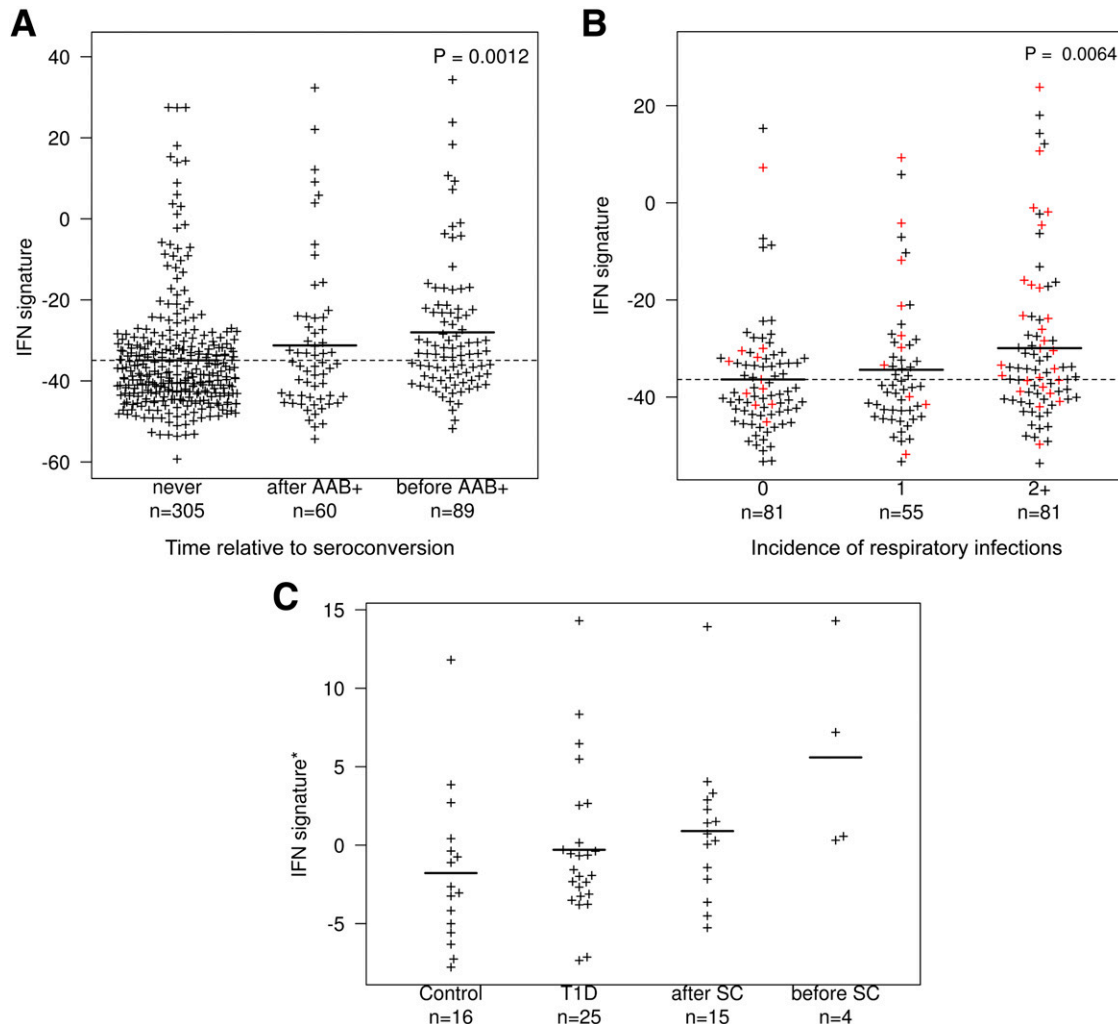 A
P = 0.0012
40
20
0
-20
-40
-60
IFN signature
never
after AAB+
before AAB+
n=305
n=60
n=89
Time relative to seroconversion
B
P = 0.0064
20
0
-20
-40
IFN signature
0
1
2+
n=81
n=55
n=81
Incidence of respiratory infections
C
15
10
5
0
-5
IFN signature*
Control
T1D
after SC
before SC
n=16
n=25
n=15
n=4